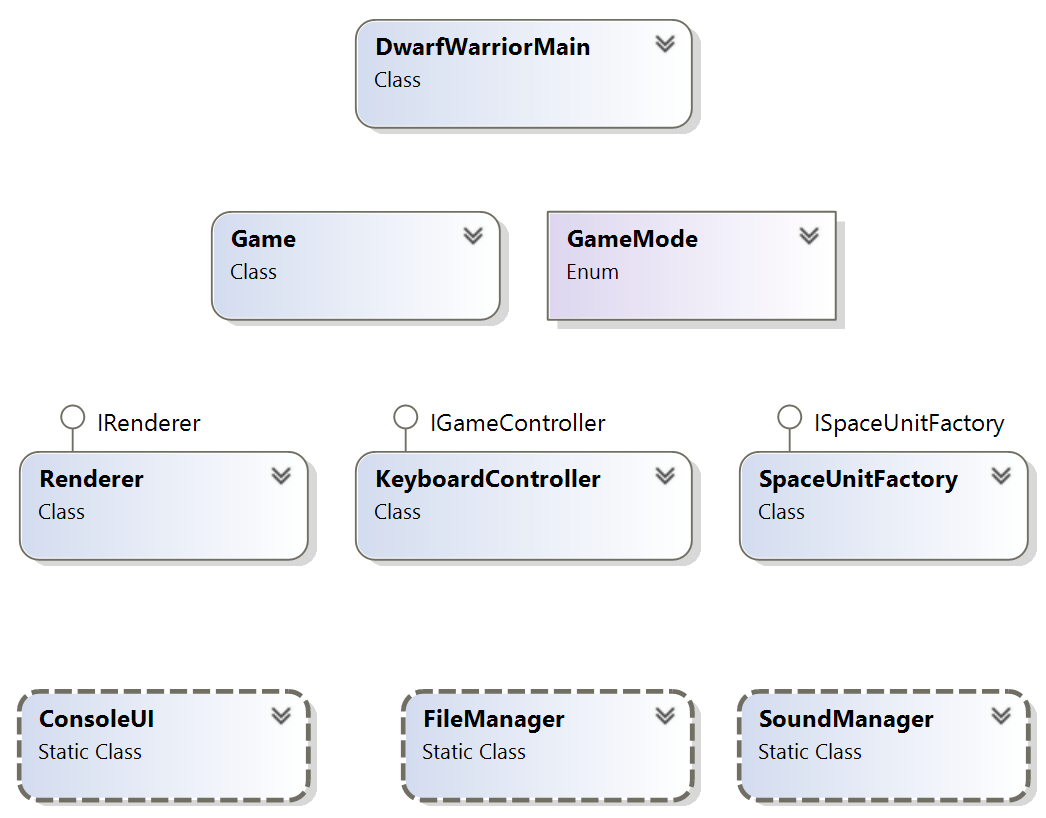 DwarfWarriorMain
Class
Game
Class
GameMode
Enum
IRenderer
IGameController
ISpaceUnitFactory
Renderer
Class
KeyboardController
Class
SpaceUnitFactory
Class
ConsoleUI
Static Class
FileManager
Static Class
SoundManager
Static Class